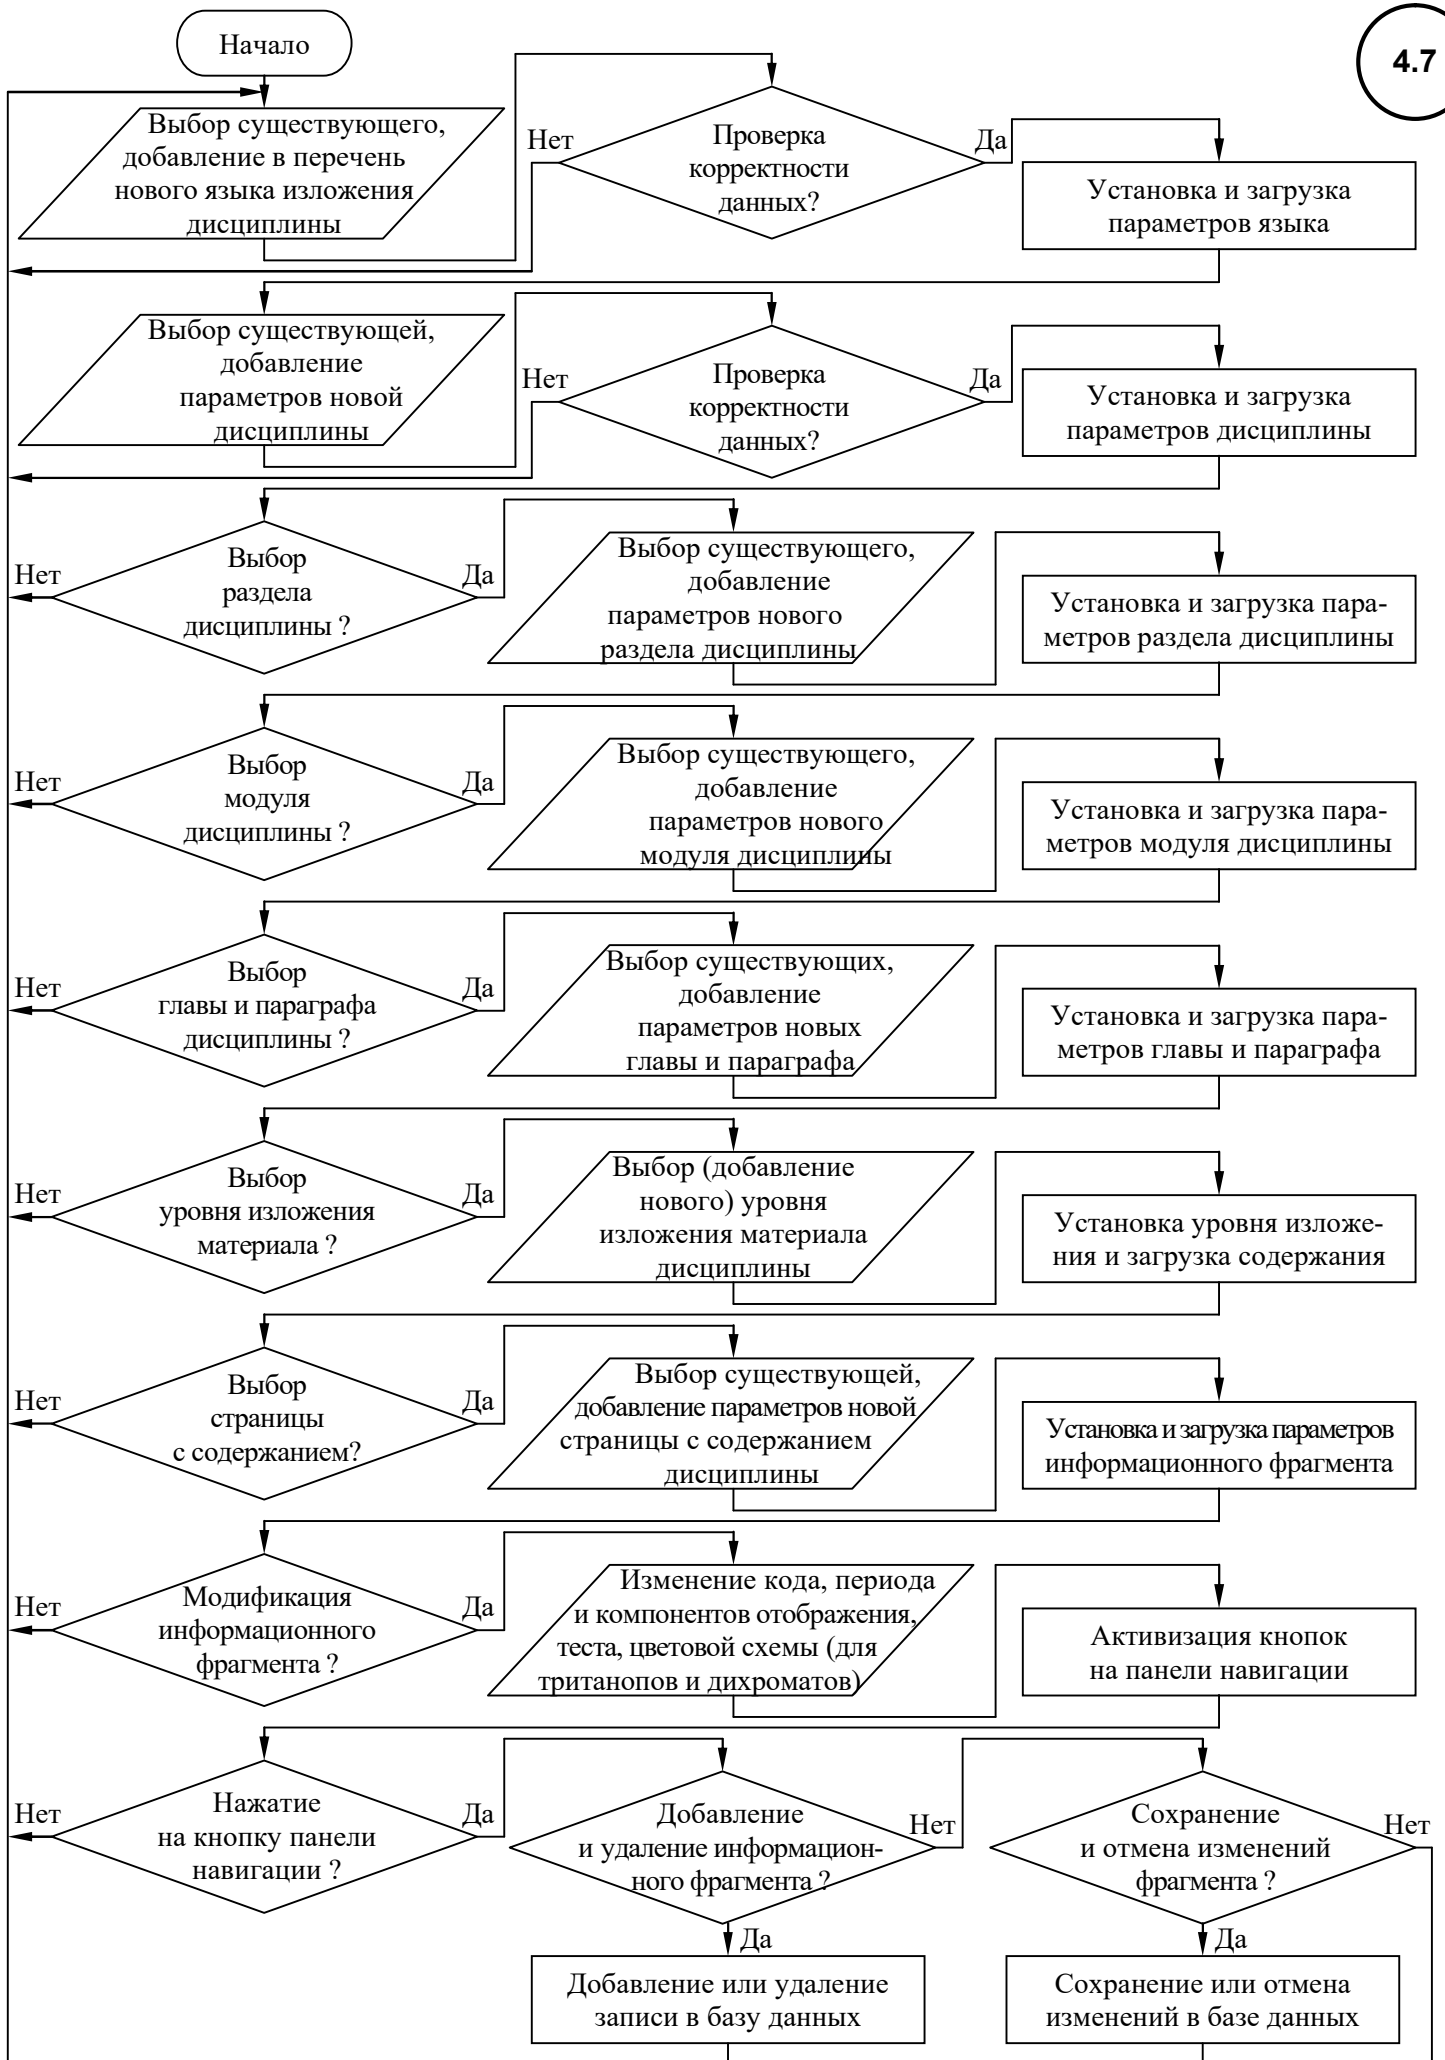 Начало
4.7
Выбор существующего,
добавление в перечень
нового языка изложения
дисциплины
Нет
Проверка
корректности
данных?
Да
Установка и загрузка
параметров языка
Выбор существующей,
добавление
параметров новой
дисциплины
Нет
Проверка
корректности
данных?
Да
Установка и загрузка
параметров дисциплины
Нет
Выбор
раздела
дисциплины ?
Да
Выбор существующего,
добавление
параметров нового
раздела дисциплины
Установка и загрузка пара-
метров раздела дисциплины
Нет
Выбор
модуля
дисциплины ?
Да
Выбор существующего,
добавление
параметров нового
модуля дисциплины
Установка и загрузка пара-
метров модуля дисциплины
Нет
Выбор
главы и параграфа
дисциплины ?
Да
Выбор существующих,
добавление
параметров новых
главы и параграфа
Установка и загрузка пара-
метров главы и параграфа
Нет
Выбор
уровня изложения
материала ?
Да
Выбор (добавление
нового) уровня
изложения материала
дисциплины
Установка уровня изложе-
ния и загрузка содержания
Нет
Выбор
страницы
с содержанием?
Да
Выбор существующей,
добавление параметров новой
страницы с содержанием
дисциплины
Установка и загрузка параметров
информационного фрагмента
Нет
Модификация
информационного
фрагмента ?
Да
Изменение кода, периода
и компонентов отображения,
теста, цветовой схемы (для
тританопов и дихроматов)
Активизация кнопок
на панели навигации
Нет
Нажатие
на кнопку панели
навигации ?
Да
Добавление
и удаление информацион-
ного фрагмента ?
Нет
Сохранение
и отмена изменений
фрагмента ?
Нет
Да
Да
Добавление или удаление
записи в базу данных
Сохранение или отмена
изменений в базе данных